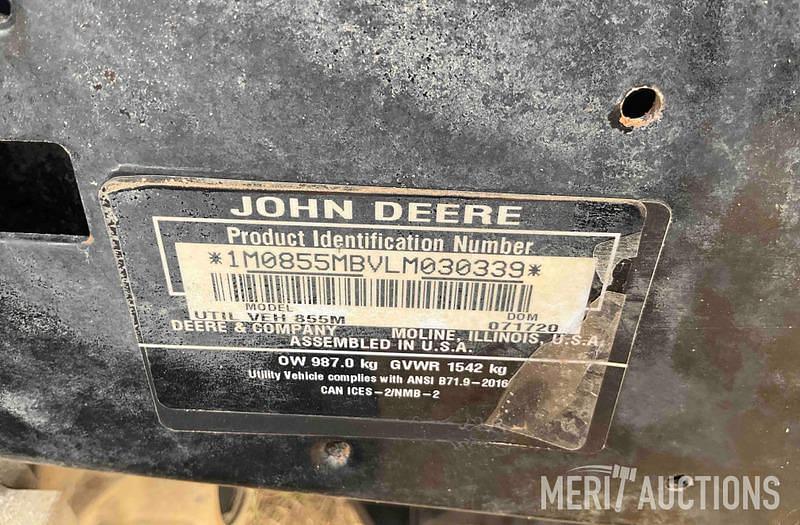 JOHN DEERE
Product Identification Number
*1M0855MBVLM030339*
MODEL DOM
UTIL VEH 855M 071720
DEERE & COMPANY MOLINE, ILLINOIS, U.S.A.
ASSEMBLED IN U.S.A.
OW 987.0 kg GVWR 1542 kg
Utility Vehicle complies with ANSI B71.9-2016
CAN ICES-2/NMB-2
MERIT AUCTIONS